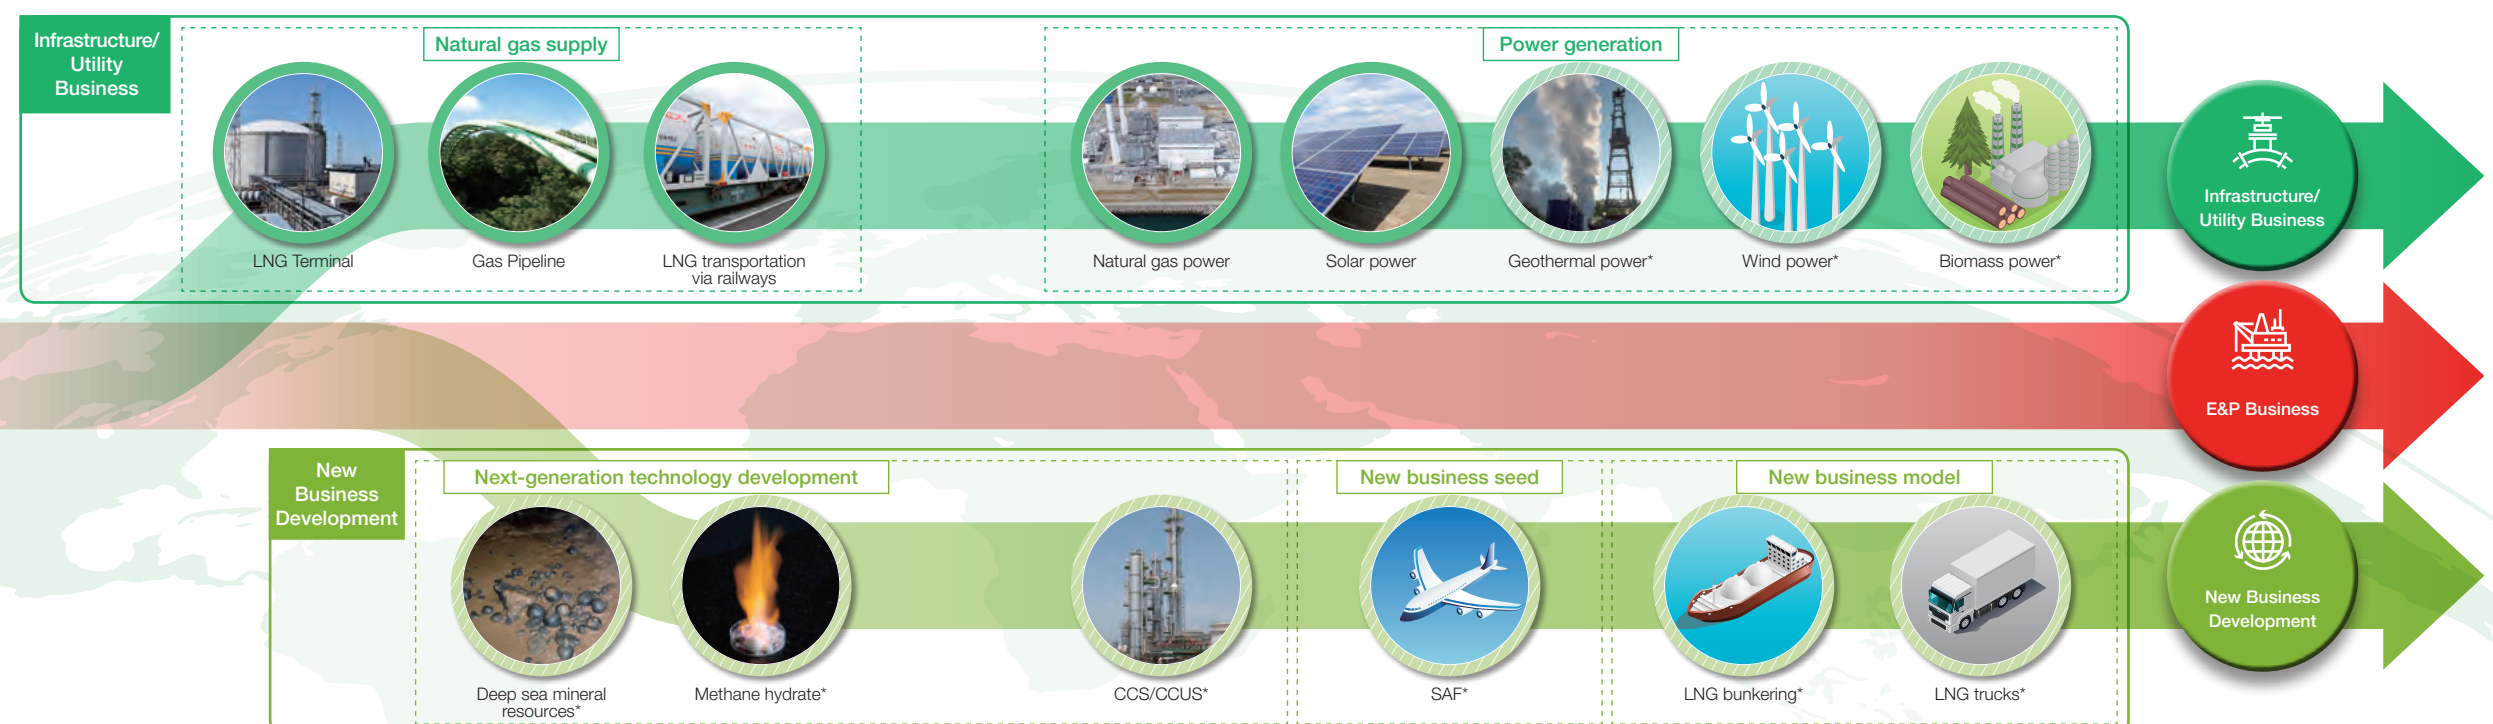 Infrastructure/
Utility
Business
Natural gas supply
LNG Terminal
Gas Pipeline
LNG transportation
via railways
Power generation
Natural gas power
Solar power
Geothermal power*
Wind power*
Biomass power*
Infrastructure/
Utility Business
E&P Business
New
Business
Development
Next-generation technology development
Deep sea mineral
resources*
Methane hydrate*
CCS/CCUS*
New business seed
SAF*
New business model
LNG bunkering*
LNG trucks*
New Business
Development